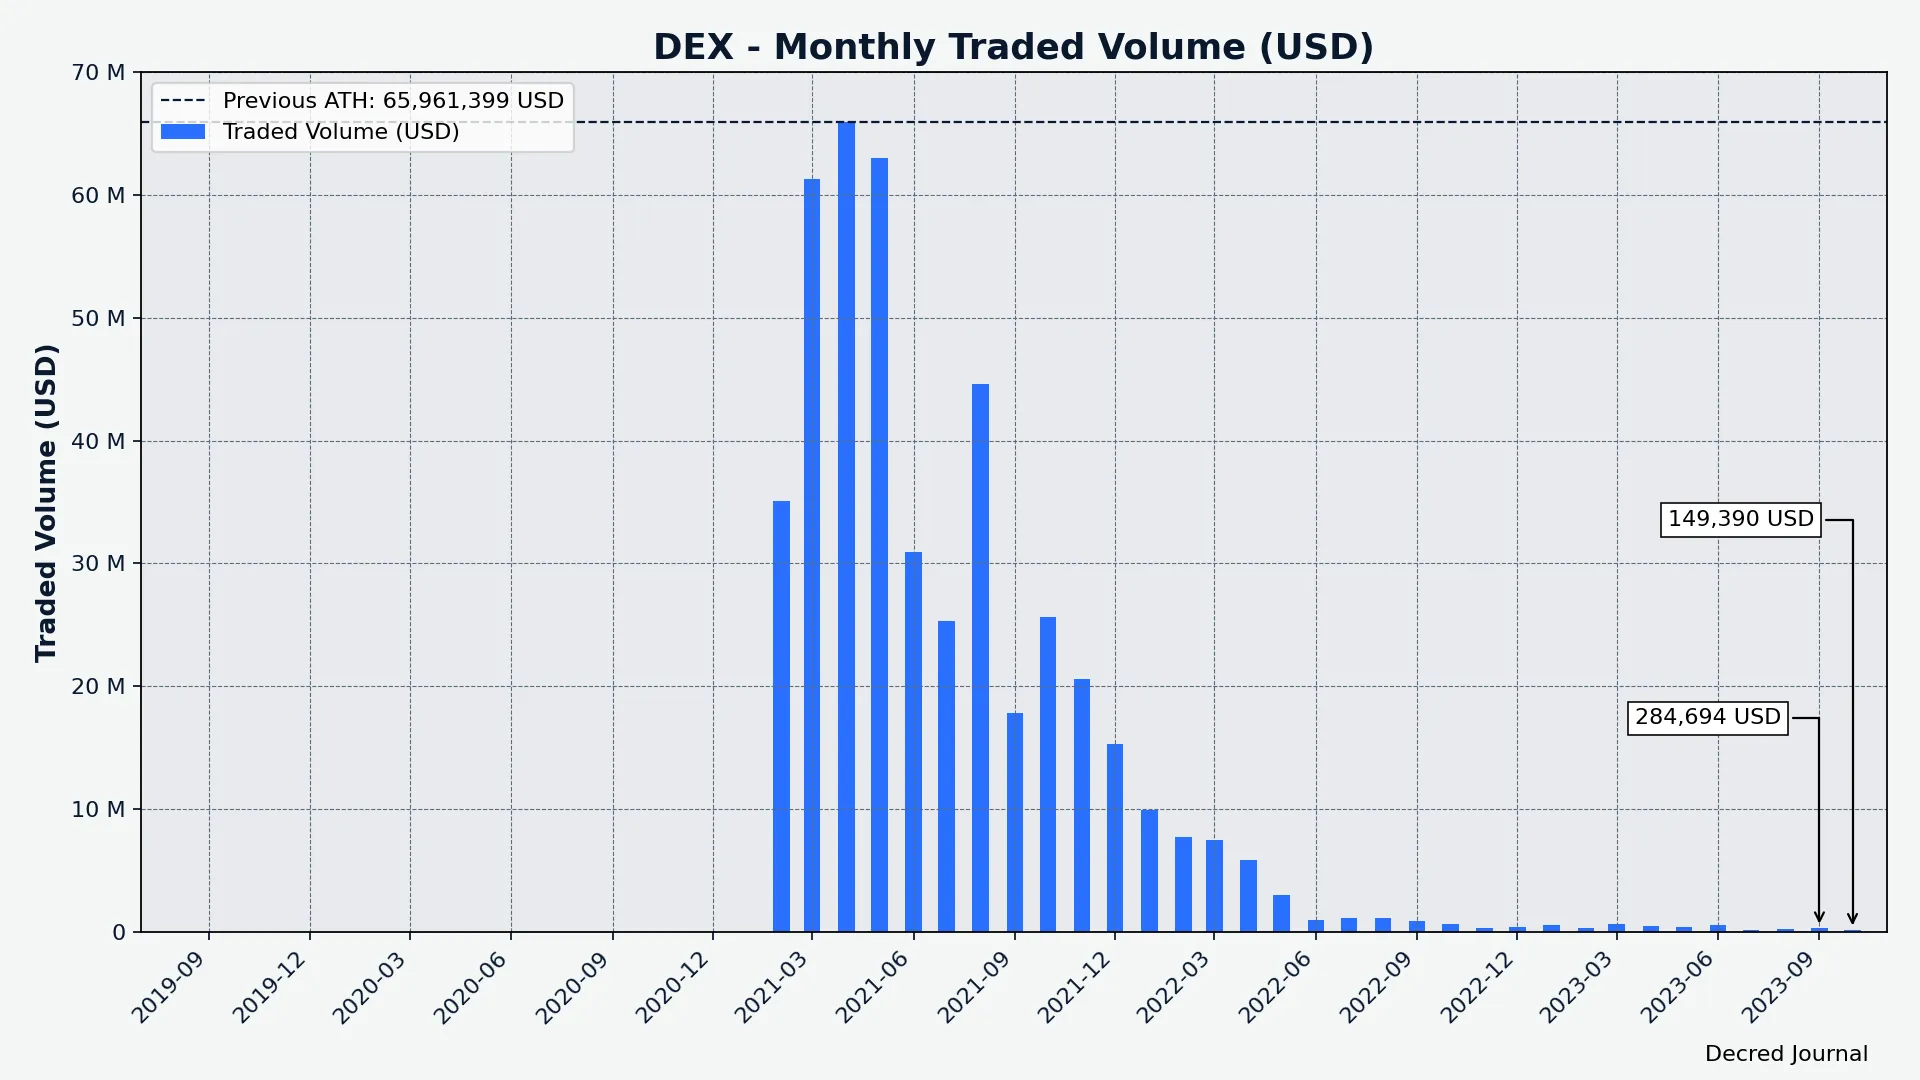 DEX - Monthly Traded Volume (USD)
Previous ATH: 65,961,399 USD
Traded Volume (USD)
Traded Volume (USD)
70 M
60 M
50 M
40 M
30 M
20 M
10 M
0
149,390 USD
284,694 USD
2019-09
2019-12
2020-03
2020-06
2020-09
2020-12
2021-03
2021-06
2021-09
2021-12
2022-03
2022-06
2022-09
2022-12
2023-03
2023-06
2023-09
Decred Journal